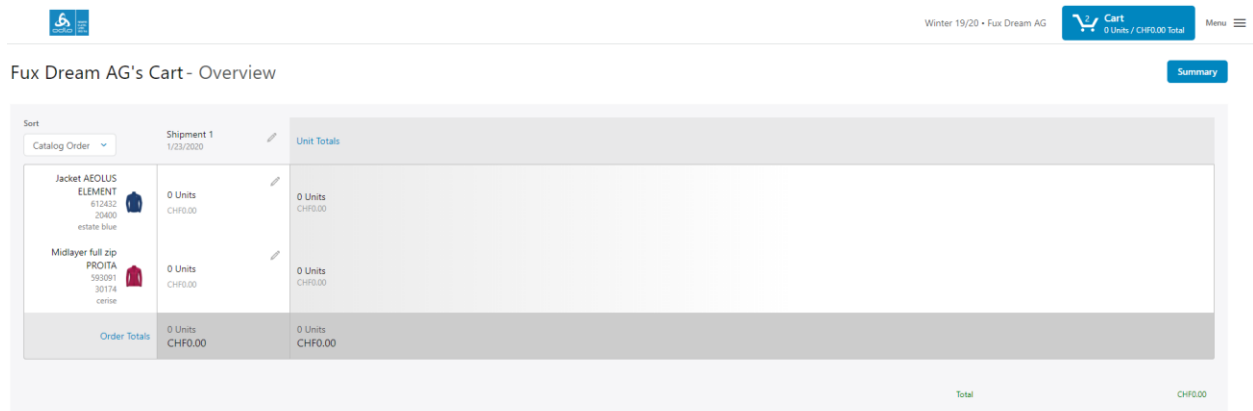 odlo
Winter 19/20 • Fux Dream AG
2
Cart
0 Units / CHF0.00 Total
Menu
Fux Dream AG's Cart - Overview
Summary
Sort
Catalog Order
Shipment 1
1/23/2020
Unit Totals
Jacket AEOLUS
ELEMENT
612432
20400
estate blue
0 Units
CHF0.00
0 Units
CHF0.00
Midlayer full zip
PROITA
593091
30174
cerise
0 Units
CHF0.00
0 Units
CHF0.00
Order Totals
0 Units
CHF0.00
0 Units
CHF0.00
Total
CHF0.00